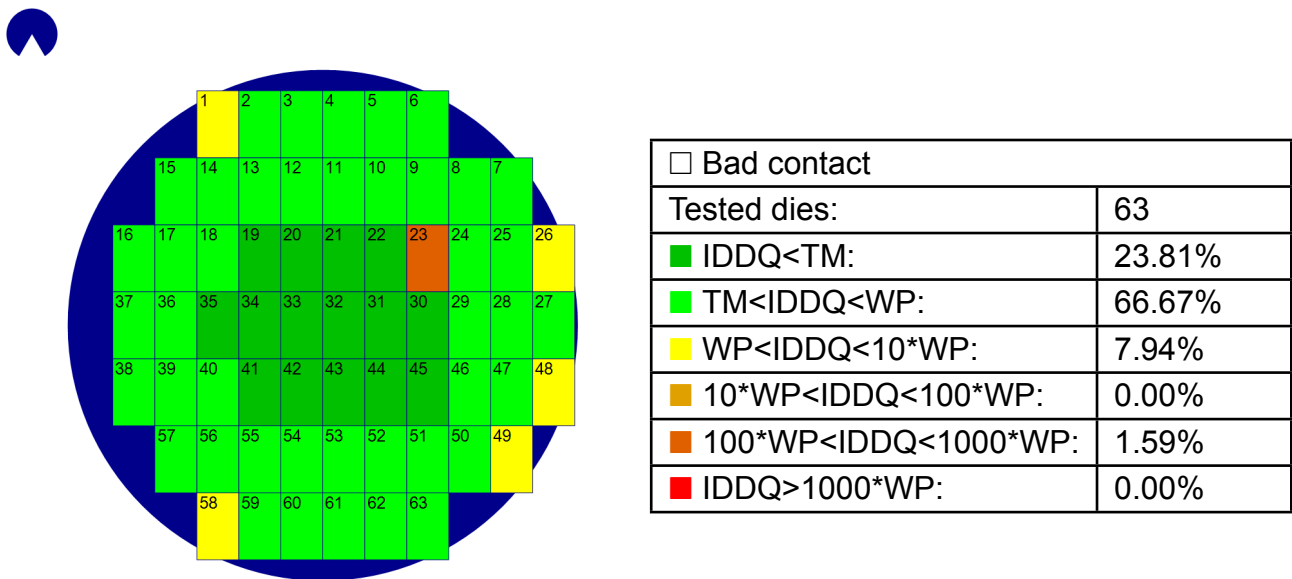 1 2 3 4 5 6
15 14 13 12 11 10 9 8 7
16 17 18 19 20 21 22 23 24 25 26
37 36 35 34 33 32 31 30 29 28 27
38 39 40 41 42 43 44 45 46 47 48
57 56 55 54 53 52 51 50 49
58 59 60 61 62 63
□ Bad contact
Tested dies: 63
IDDQ<TM: 23.81%
TM<IDDQ<WP: 66.67%
WP<IDDQ<10*WP: 7.94%
10*WP<IDDQ<100*WP: 0.00%
100*WP<IDDQ<1000*WP: 1.59%
IDDQ>1000*WP: 0.00%